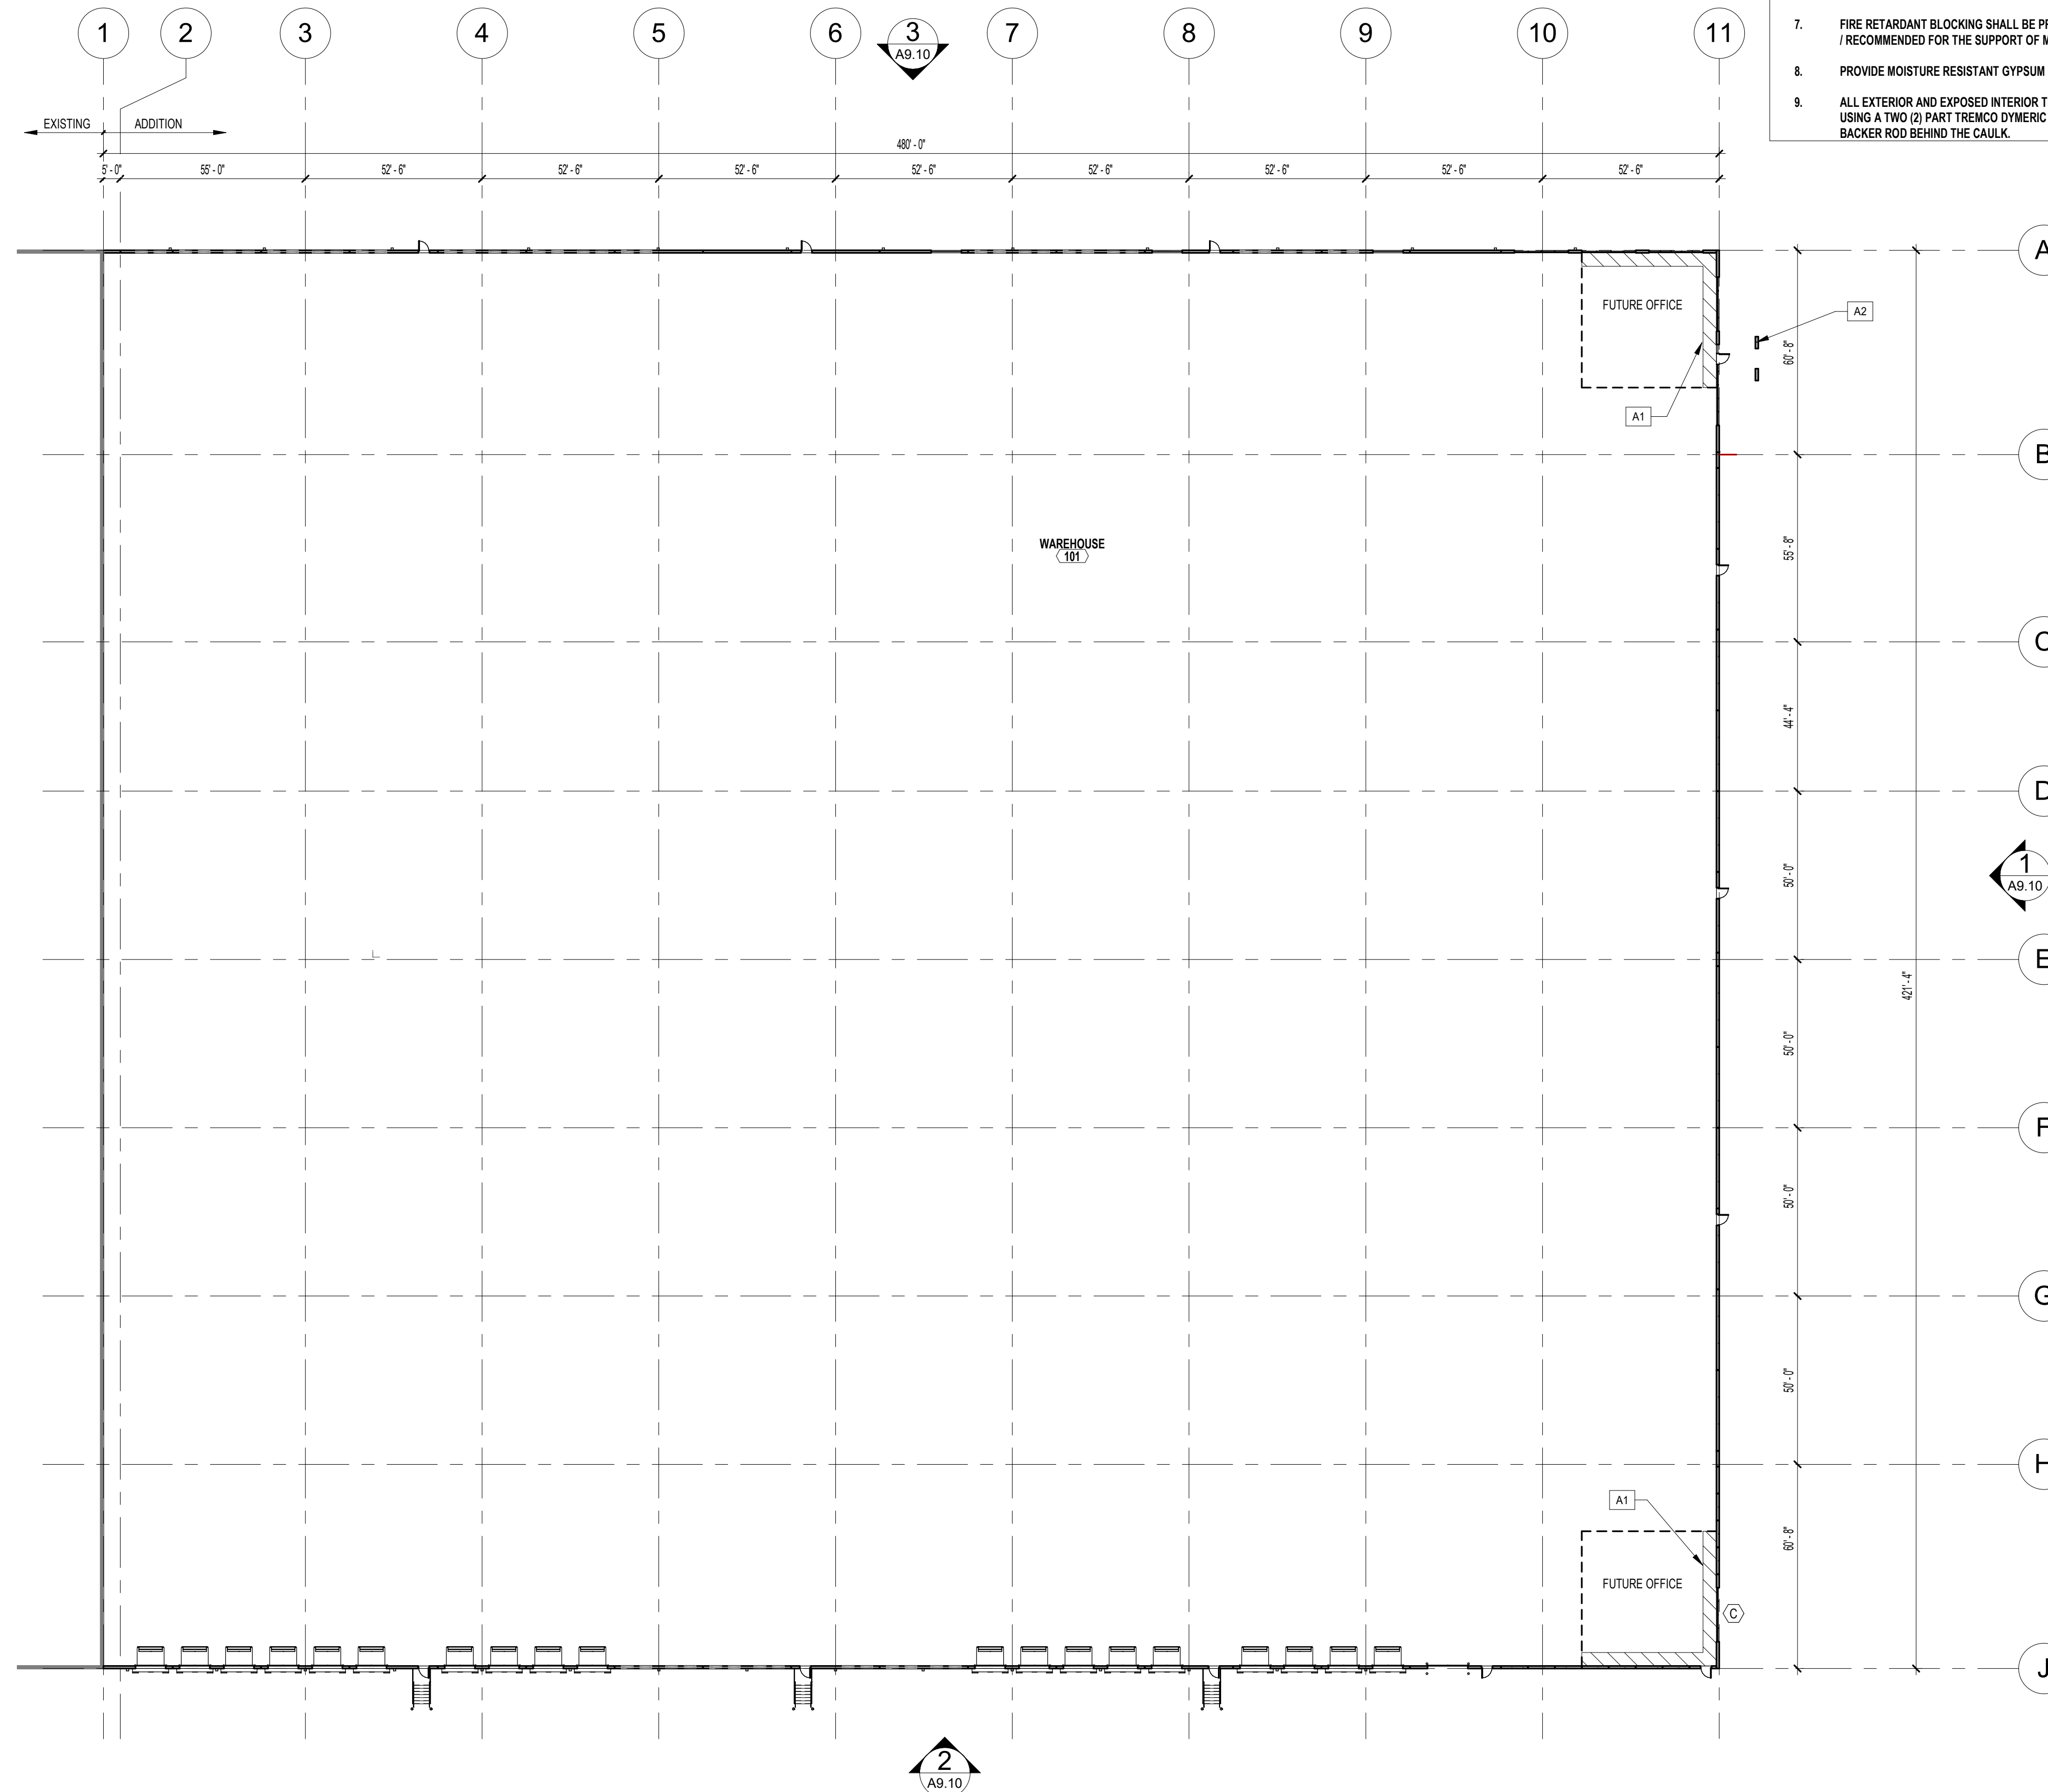 1 2 3 4 5 6 7 8 9 10 11
3
A9.10
7. FIRE RETARDANT BLOCKING SHALL BE
/ RECOMMENDED FOR THE SUPPORT OF
8. PROVIDE MOISTURE RESISTANT GYPSUM
9. ALL EXTERIOR AND EXPOSED INTERIOR
USING A TWO (2) PART TREMCO DYMERIC
BACKER ROD BEHIND THE CAULK.
EXISTING ADDITION
480' - 0"
5' - 0" 55' - 0" 52' - 6" 52' - 6" 52' - 6" 52' - 6" 52' - 6" 52' - 6" 52' - 6" 52' - 6"
A
FUTURE OFFICE
A2
60' - 8"
A1
B
WAREHOUSE
101
55' - 8"
C
44' - 4"
D
50' - 0"
1
A9.10
E
421' - 4"
50' - 0"
F
50' - 0"
G
50' - 0"
H
A1
60' - 8"
FUTURE OFFICE
C
J
2
A9.10